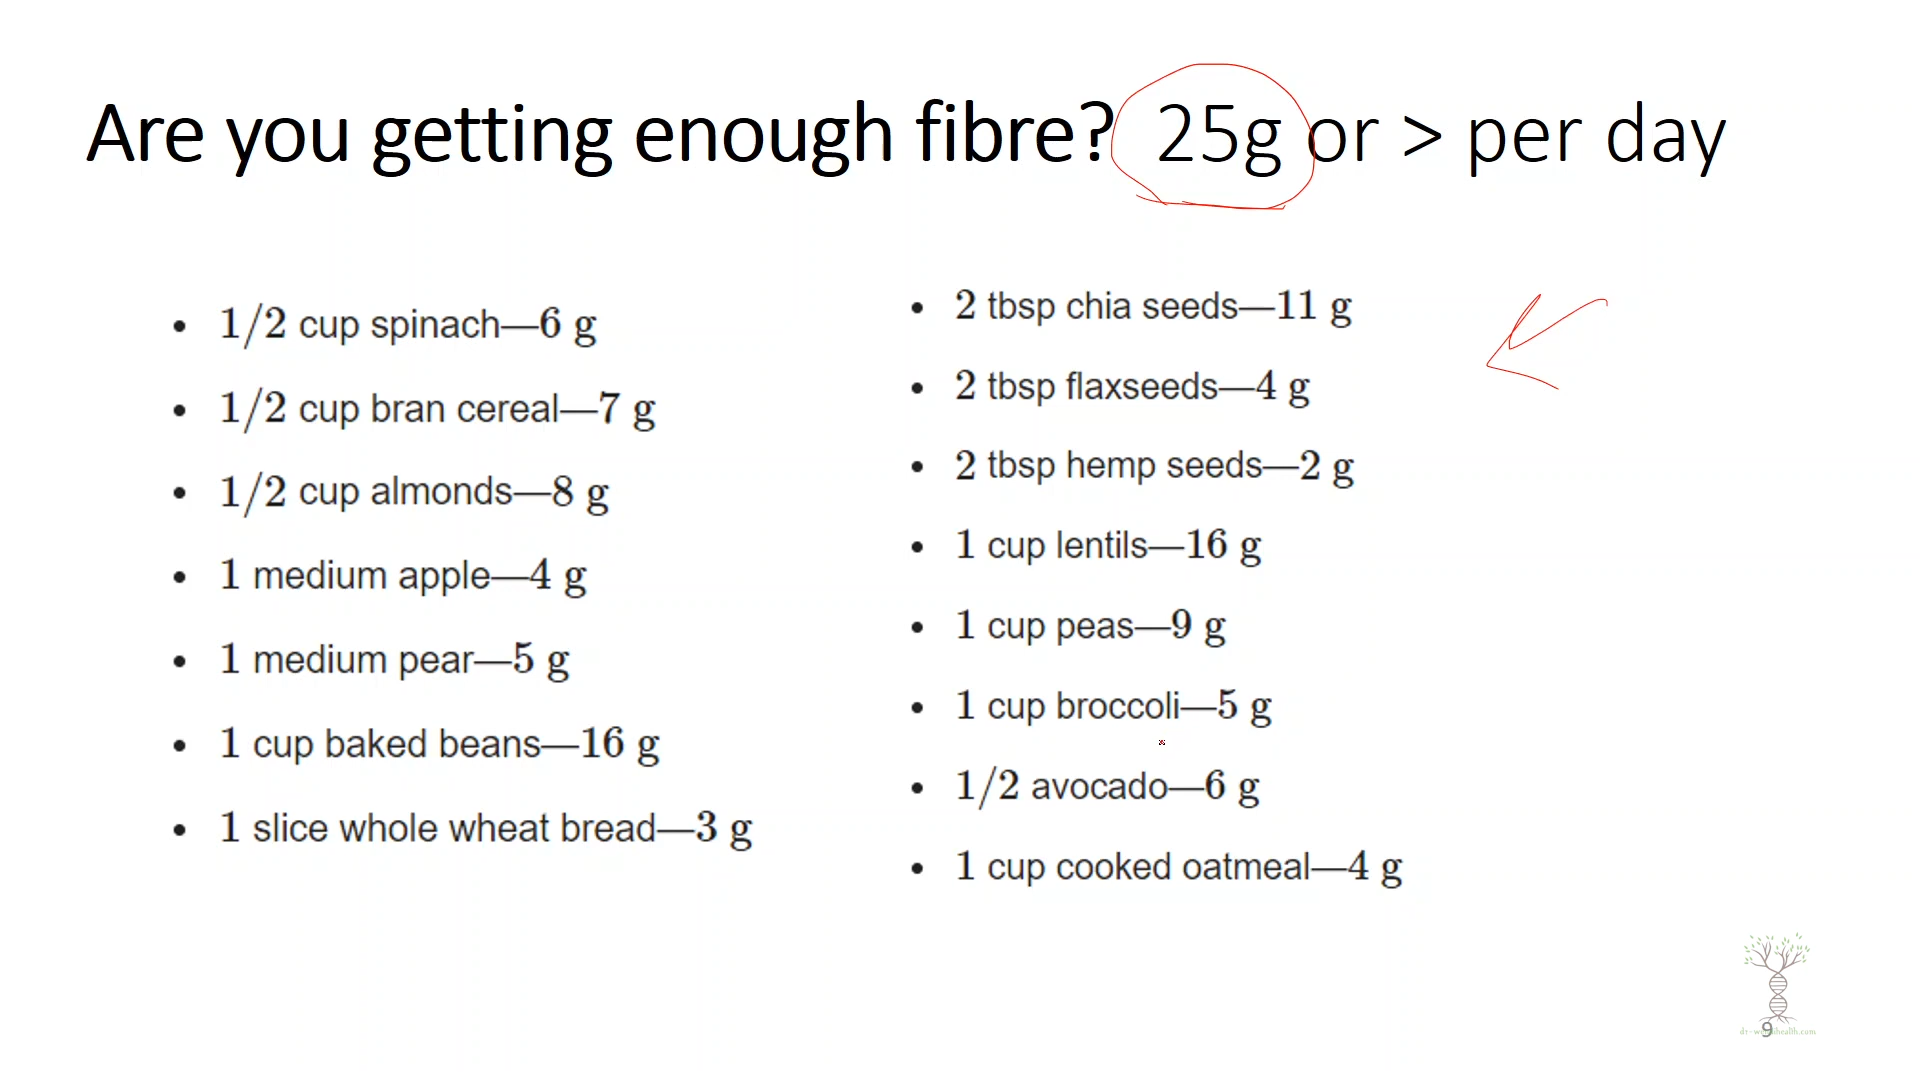 Are you getting enough fibre? 25g or > per day
• 1/2 cup spinach—6 g
• 1/2 cup bran cereal—7 g
• 1/2 cup almonds—8 g
• 1 medium apple—4 g
• 1 medium pear—5 g
• 1 cup baked beans—16 g
• 1 slice whole wheat bread—3 g
• 2 tbsp chia seeds—11 g
• 2 tbsp flaxseeds—4 g
• 2 tbsp hemp seeds—2 g
• 1 cup lentils—16 g
• 1 cup peas—9 g
• 1 cup broccoli—5 g
• 1/2 avocado—6 g
• 1 cup cooked oatmeal—4 g
9